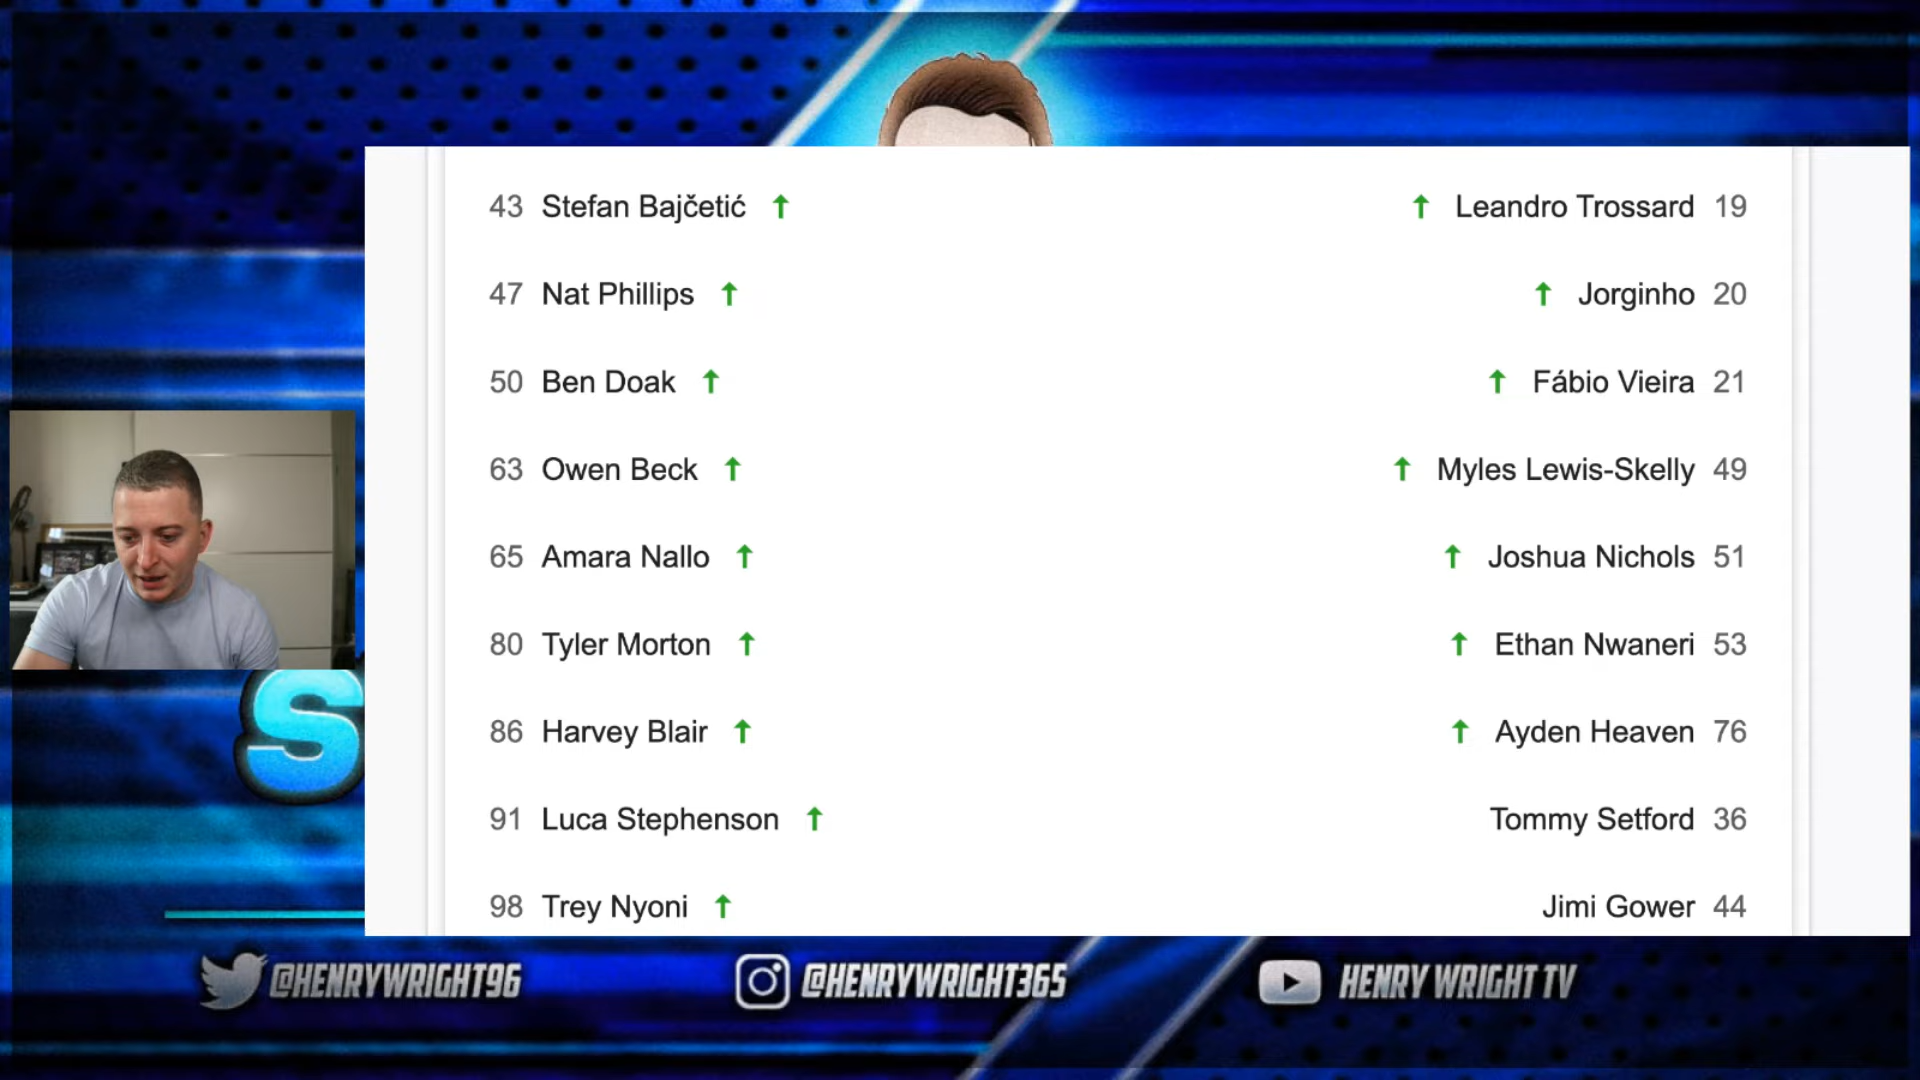 43 Stefan Bajčetić ↑ ↑ Leandro Trossard 19
47 Nat Phillips ↑ ↑ Jorginho 20
50 Ben Doak ↑ ↑ Fábio Vieira 21
63 Owen Beck ↑ ↑ Myles Lewis-Skelly 49
65 Amara Nallo ↑ ↑ Joshua Nichols 51
80 Tyler Morton ↑ ↑ Ethan Nwaneri 53
86 Harvey Blair ↑ ↑ Ayden Heaven 76
91 Luca Stephenson ↑ Tommy Setford 36
98 Trey Nyoni ↑ Jimi Gower 44
S
@HENRYWRIGHT96 @HENRYWRIGHT365 HENRY WRIGHT TV